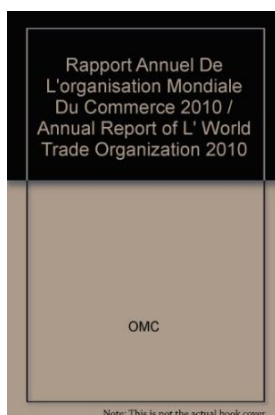 Rapport Annuel De
L'organisation Mondiale
Du Commerce 2010 /
Annual Report of L' World
Trade Organization 2010
OMC
Note: This is not the actual book cover